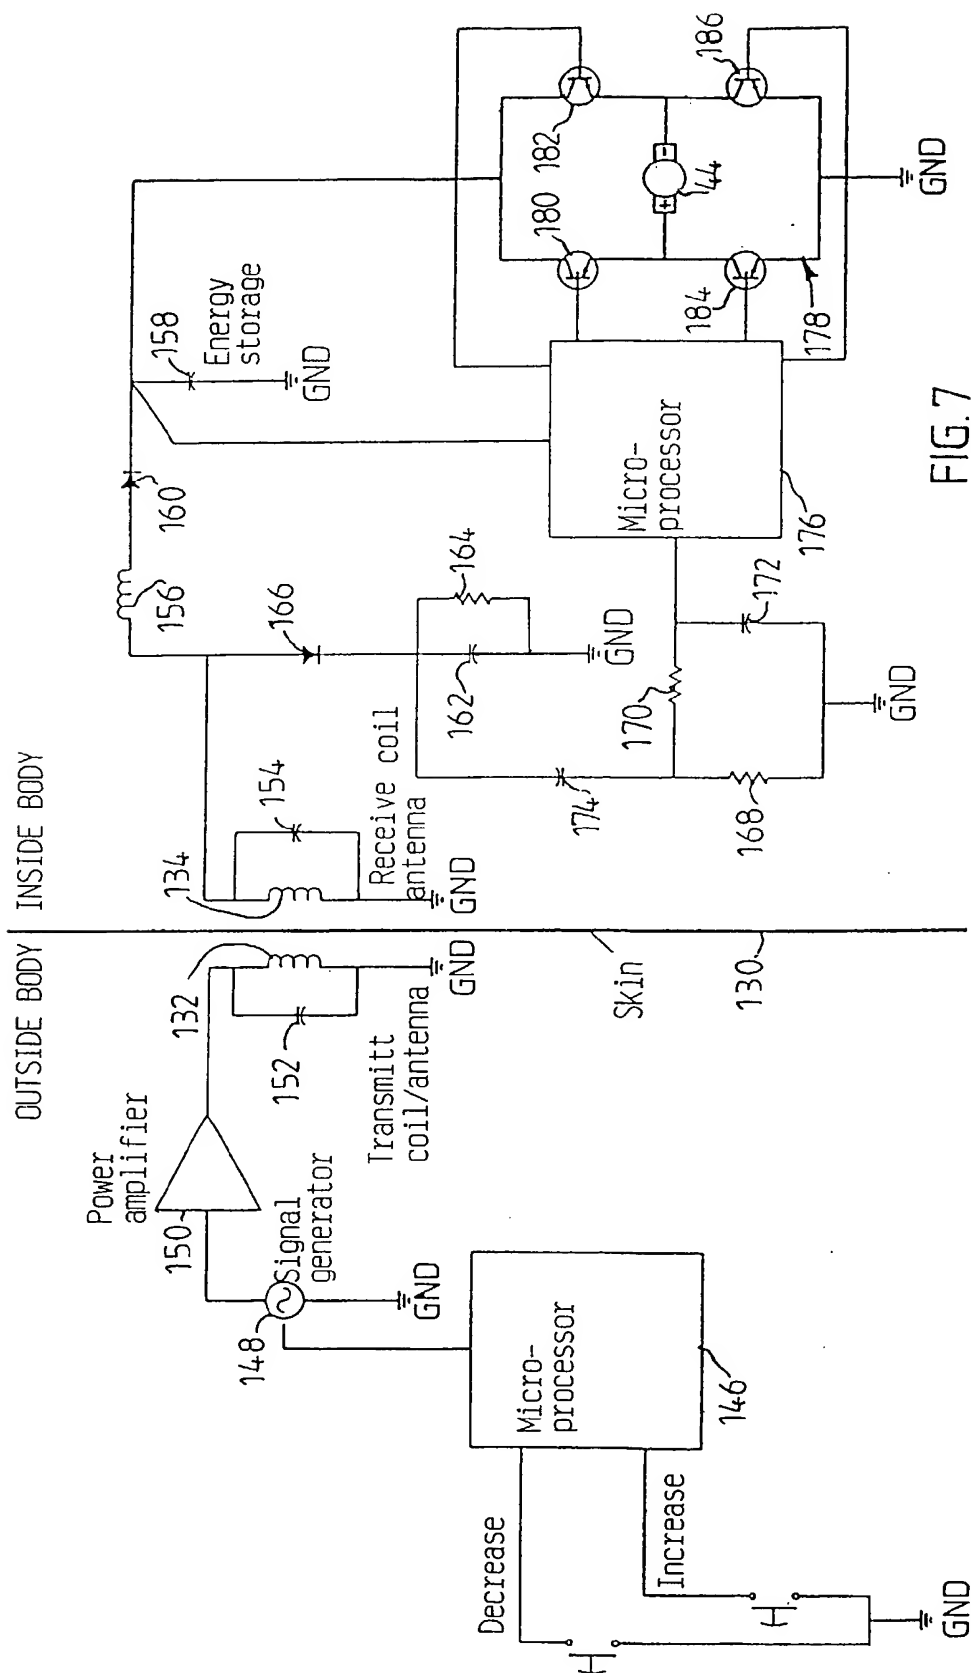 OUTSIDE BODY
INSIDE BODY
Power
amplifier
150
132
134
154
152
Transmitt
coil/antenna
GND
Receive coil
antenna
GND
148
Signal
generator
GND
Micro-
processor
146
Decrease
Increase
GND
Skin
130
156
160
158
Energy
storage
GND
166
164
162
GND
174
170
172
168
GND
Micro-
processor
176
180
182
184
186
+
-
44
178
GND
FIG. 7